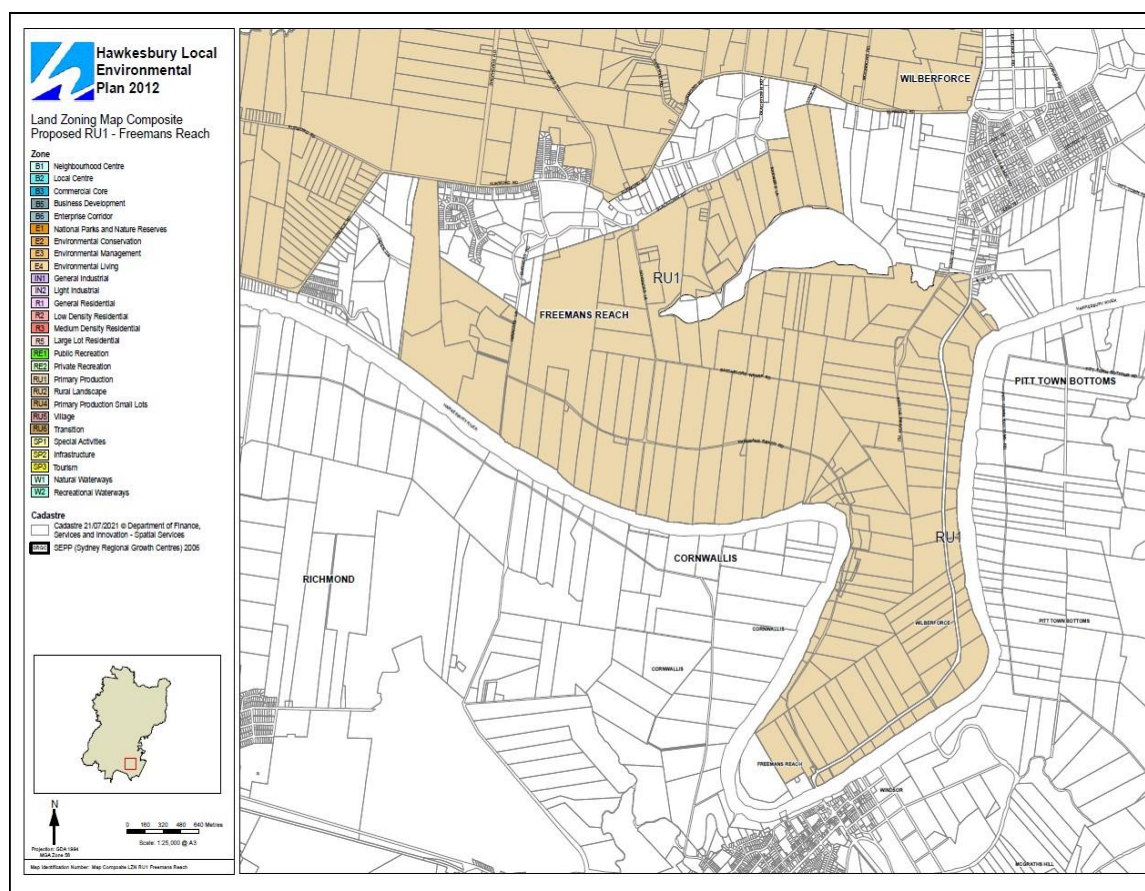 Hawkesbury Local
Environmental
Plan 2012
Land Zoning Map Composite
Proposed RU1 - Freemans Reach
Zone
B1 Neighbourhood Centre
B2 Local Centre
B3 Commercial Core
B5 Business Development
B6 Enterprise Corridor
E1 National Parks and Nature Reserves
E2 Environmental Conservation
E3 Environmental Management
E4 Environmental Living
IN1 General Industrial
IN2 Light Industrial
R1 General Residential
R2 Low Density Residential
R3 Medium Density Residential
R5 Large Lot Residential
RE1 Public Recreation
RE2 Private Recreation
RU1 Primary Production
RU2 Rural Landscape
RU4 Primary Production Small Lots
RU5 Village
RU6 Transition
SP1 Special Activities
SP2 Infrastructure
SP3 Tourism
W1 Natural Waterways
W2 Recreational Waterways
Cadastre
Cadastre 21/07/2021 © Department of Finance,
Services and Innovation - Spatial Services
SEPP (Sydney Regional Growth Centres) 2006
N
0 160 320 480 640 Metres
Scale: 1:25,000 @ A3
Projection: GDA 1994
MGA Zone 56
Map Identification Number: Map Composite LZN RU1 Freemans Reach
WILBERFORCE
RU1
FREEMANS REACH
PITT TOWN BOTTOMS
RU1
CORNWALLIS
RICHMOND
WILBERFORCE
PITT TOWN BOTTOMS
CORNWALLIS
CORNWALLIS
FREEMANS REACH
WINDSOR
MCGRATHS HILL